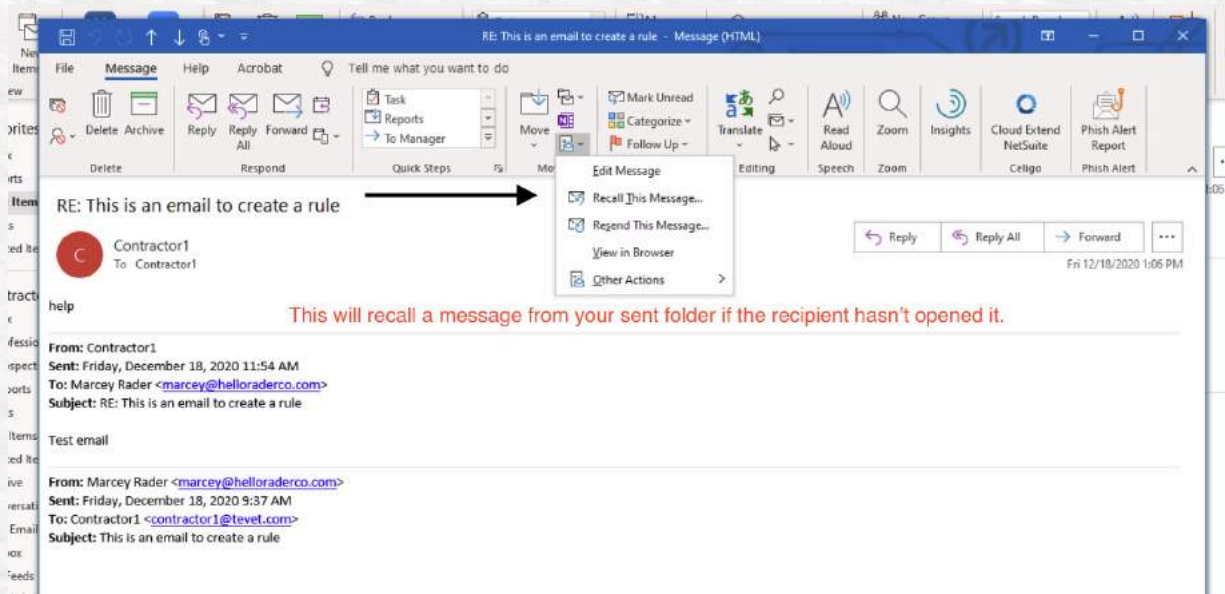 RE: This is an email to create a rule - Message (HTML)
File Message Help Acrobat Tell me what you want to do
Delete Archive
Reply Reply All Forward
Task
Reports
To Manager
Move
Mark Unread
Categorize
Follow Up
Translate
Read Aloud
Zoom
Insights
Cloud Extend NetSuite
Phish Alert Report
Delete Respond Quick Steps Mo Editing Speech Zoom Celigo Phish Alert
Edit Message
Recall This Message...
Resend This Message...
View in Browser
Other Actions
RE: This is an email to create a rule
C
Contractor1
To Contractor1
Reply Reply All Forward
Fri 12/18/2020 1:06 PM
help
This will recall a message from your sent folder if the recipient hasn't opened it.
From: Contractor1
Sent: Friday, December 18, 2020 11:54 AM
To: Marcey Rader <marcey@helloraderco.com>
Subject: RE: This is an email to create a rule
Test email
From: Marcey Rader <marcey@helloraderco.com>
Sent: Friday, December 18, 2020 9:37 AM
To: Contractor1 <contractor1@tevet.com>
Subject: This is an email to create a rule